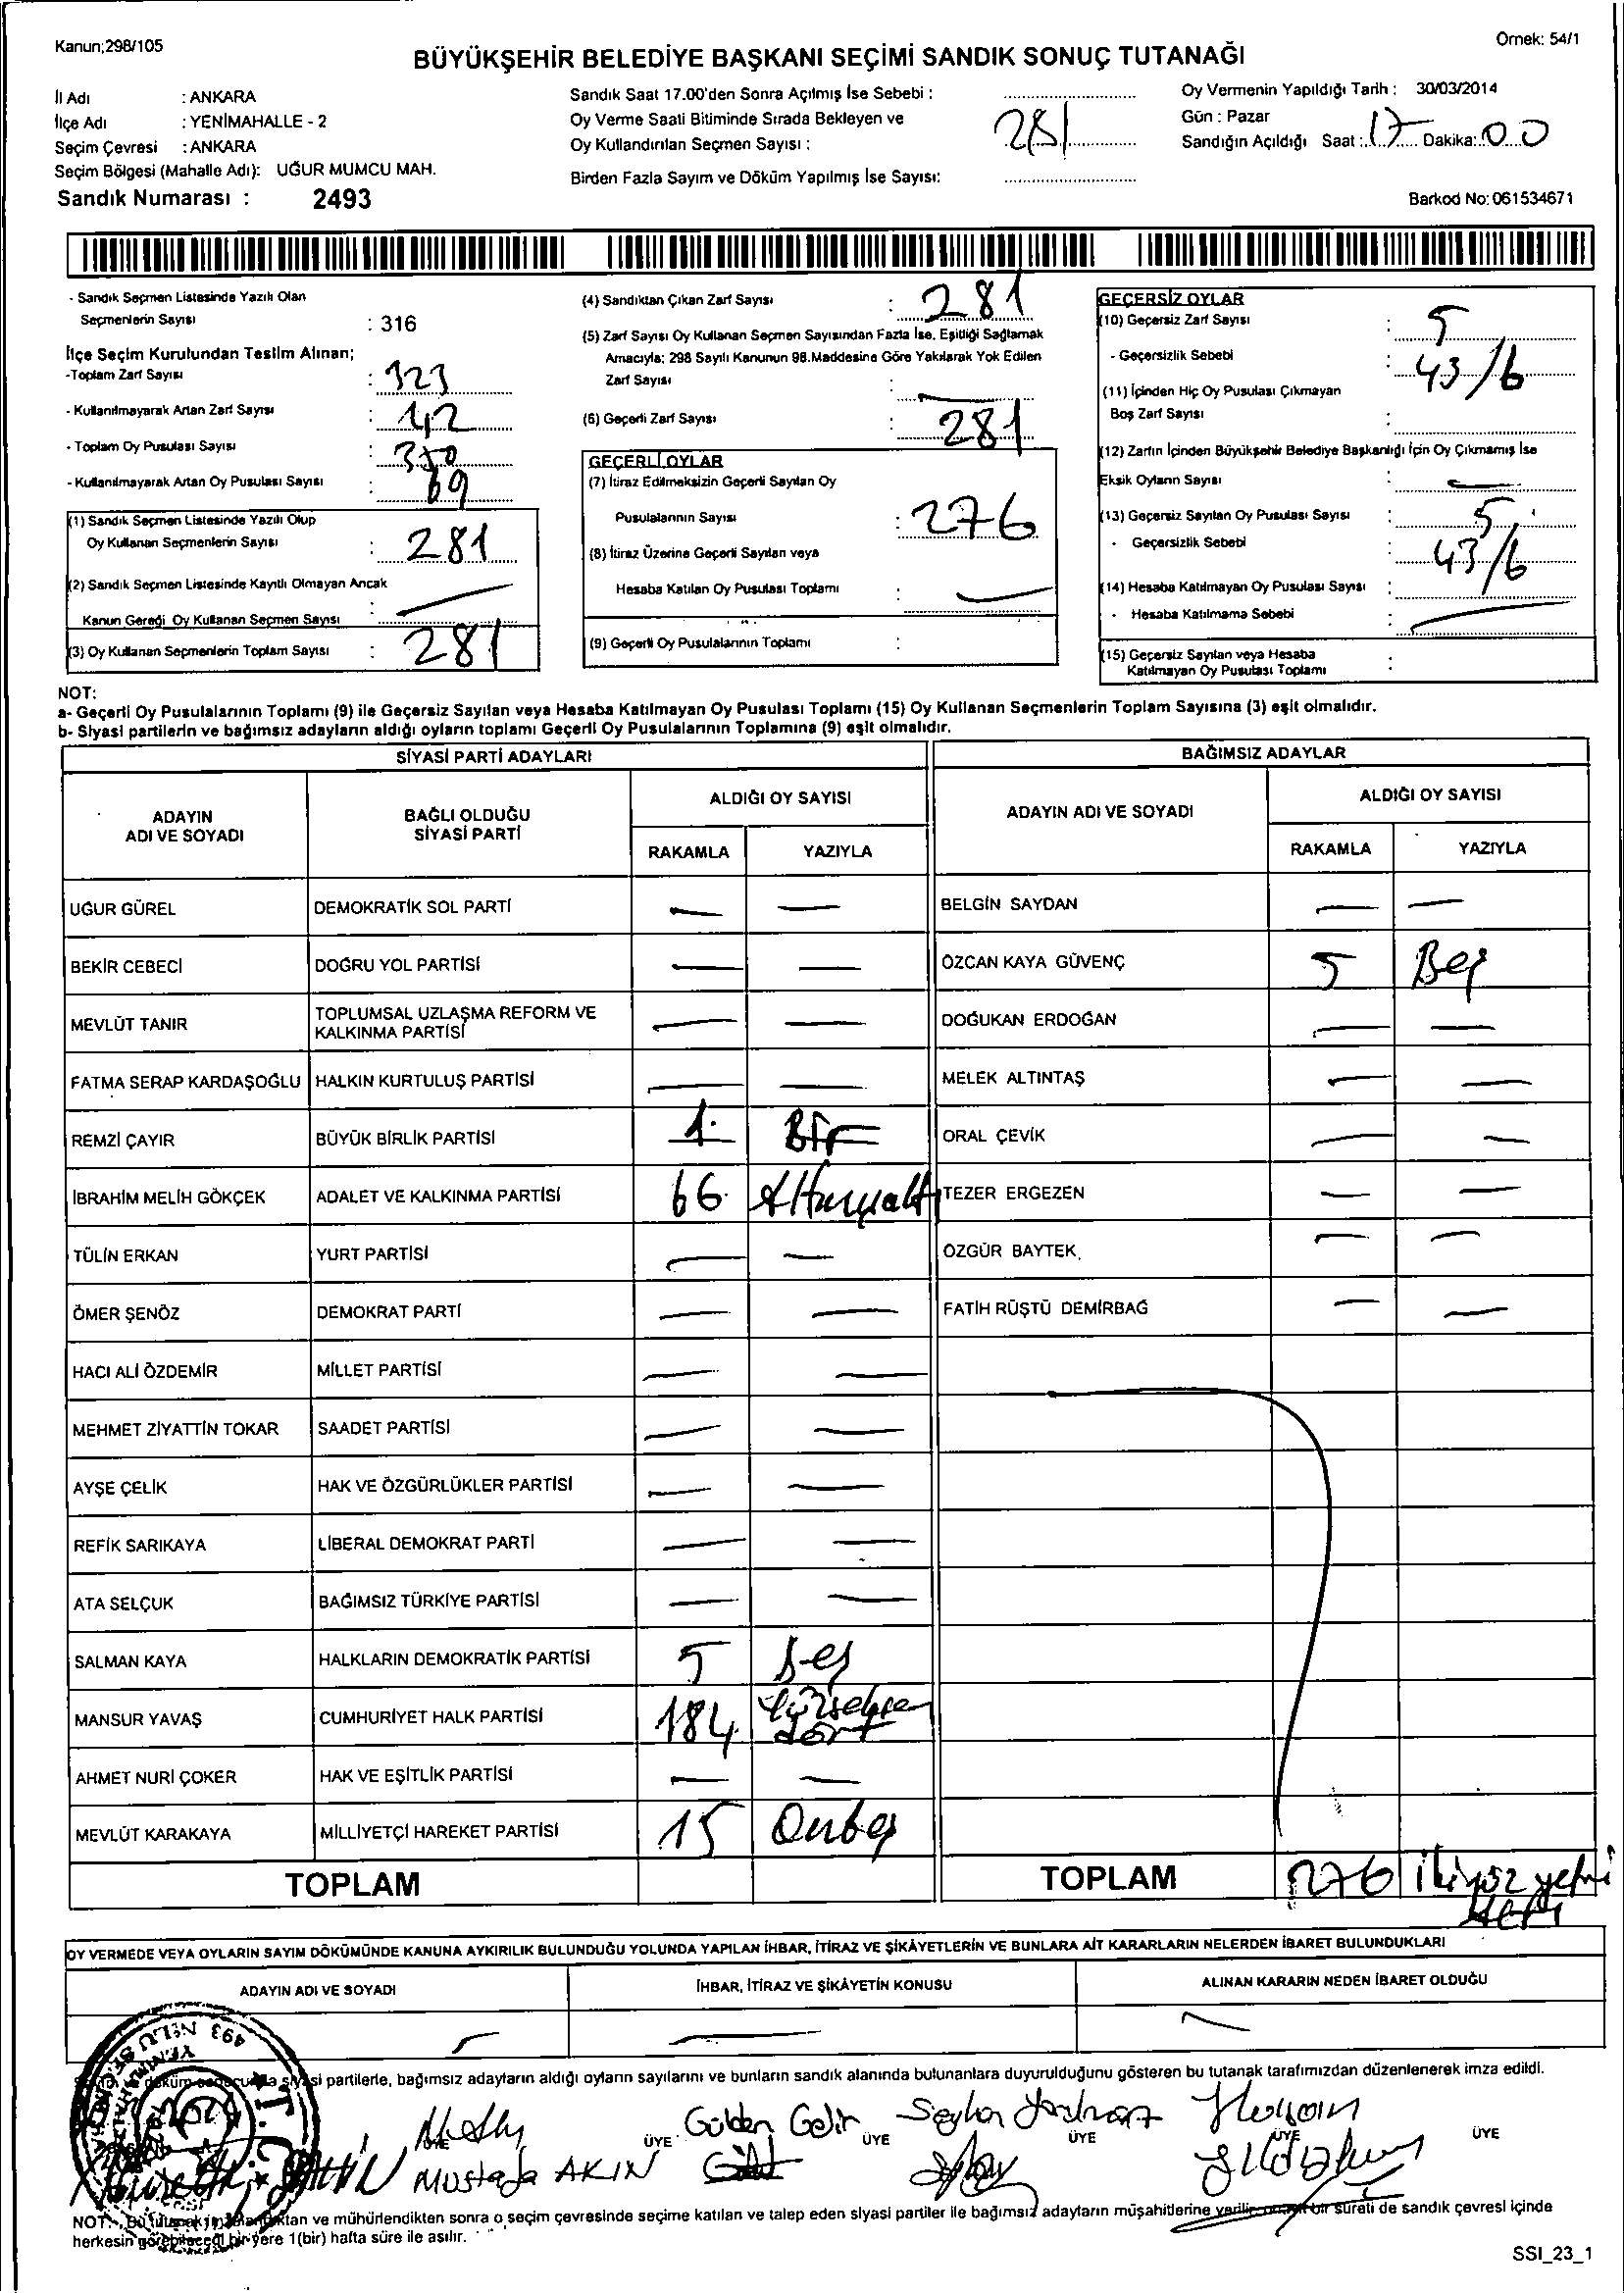 Kanun;298/105
Örnek: 54/1
BÜYÜKŞEHİR BELEDİYE BAŞKANI SEÇİMİ SANDIK SONUÇ TUTANAĞI
İl Adı : ANKARA
İlçe Adı : YENİMAHALLE - 2
Seçim Çevresi : ANKARA
Seçim Bölgesi (Mahalle Adı): UĞUR MUMCU MAH.
Sandık Numarası : 2493
Sandık Saat 17.00'den Sonra Açılmış İse Sebebi :
Oy Verme Saati Bitiminde Sırada Bekleyen ve
Oy Kullandırılan Seçmen Sayısı : 281
Birden Fazla Sayım ve Döküm Yapılmış İse Sayısı:
Oy Vermenin Yapıldığı Tarih : 30/03/2014
Gün : Pazar
Sandığın Açıldığı Saat : 17 Dakika: 00
Barkod No: 061534671
- Sandık Seçmen Listesinde Yazılı Olan
Seçmenlerin Sayısı : 316
İlçe Seçim Kurulundan Teslim Alınan;
-Toplam Zarf Sayısı : 323
- Kullanılmayarak Artan Zarf Sayısı : 42
- Toplam Oy Pusulası Sayısı : 350
- Kullanılmayarak Artan Oy Pusulası Sayısı : 69
(1) Sandık Seçmen Listesinde Yazılı Olup
Oy Kullanan Seçmenlerin Sayısı : 281
(2) Sandık Seçmen Listesinde Kayıtlı Olmayan Ancak
Kanun Gereği Oy Kullanan Seçmen Sayısı : —
(3) Oy Kullanan Seçmenlerin Toplam Sayısı : 281
(4) Sandıktan Çıkan Zarf Sayısı : 281
(5) Zarf Sayısı Oy Kullanan Seçmen Sayısından Fazla İse, Eşitliği Sağlamak
Amacıyla; 298 Sayılı Kanunun 98.Maddesine Göre Yakılarak Yok Edilen
Zarf Sayısı : —
(6) Geçerli Zarf Sayısı : 281
GEÇERLİ OYLAR
(7) İtiraz Edilmeksizin Geçerli Sayılan Oy
Pusulalarının Sayısı : 276
(8) İtiraz Üzerine Geçerli Sayılan veya
Hesaba Katılan Oy Pusulası Toplamı : —
(9) Geçerli Oy Pusulalarının Toplamı :
GEÇERSİZ OYLAR
(10) Geçersiz Zarf Sayısı : 5
- Geçersizlik Sebebi : 43/6
(11) İçinden Hiç Oy Pusulası Çıkmayan
Boş Zarf Sayısı :
(12) Zarfın İçinden Büyükşehir Belediye Başkanlığı İçin Oy Çıkmamış İse
Eksik Oyların Sayısı : —
(13) Geçersiz Sayılan Oy Pusulası Sayısı : 5
- Geçersizlik Sebebi : 43/6
(14) Hesaba Katılmayan Oy Pusulası Sayısı :
- Hesaba Katılmama Sebebi : —
(15) Geçersiz Sayılan veya Hesaba
Katılmayan Oy Pusulası Toplamı :
NOT:
a- Geçerli Oy Pusulalarının Toplamı (9) ile Geçersiz Sayılan veya Hesaba Katılmayan Oy Pusulası Toplamı (15) Oy Kullanan Seçmenlerin Toplam Sayısına (3) eşit olmalıdır.
b- Siyasi partilerin ve bağımsız adayların aldığı oyların toplamı Geçerli Oy Pusulalarının Toplamına (9) eşit olmalıdır.
SİYASİ PARTİ ADAYLARI
BAĞIMSIZ ADAYLAR
ADAYIN
ADI VE SOYADI
BAĞLI OLDUĞU
SİYASİ PARTİ
ALDIĞI OY SAYISI
RAKAMLA YAZIYLA
ADAYIN ADI VE SOYADI
ALDIĞI OY SAYISI
RAKAMLA YAZIYLA
UĞUR GÜREL DEMOKRATİK SOL PARTİ — — BELGİN SAYDAN — —
BEKİR CEBECİ DOĞRU YOL PARTİSİ — — ÖZCAN KAYA GÜVENÇ 5 Beş
MEVLÜT TANIR TOPLUMSAL UZLAŞMA REFORM VE KALKINMA PARTİSİ — — DOĞUKAN ERDOĞAN — —
FATMA SERAP KARDAŞOĞLU HALKIN KURTULUŞ PARTİSİ — — MELEK ALTINTAŞ — —
REMZİ ÇAYIR BÜYÜK BİRLİK PARTİSİ 1 Bir ORAL ÇEVİK — —
İBRAHİM MELİH GÖKÇEK ADALET VE KALKINMA PARTİSİ 66 Altmışaltı TEZER ERGEZEN — —
TÜLİN ERKAN YURT PARTİSİ — — ÖZGÜR BAYTEK — —
ÖMER ŞENÖZ DEMOKRAT PARTİ — — FATİH RÜŞTÜ DEMİRBAĞ — —
HACI ALİ ÖZDEMİR MİLLET PARTİSİ — —
MEHMET ZİYATTİN TOKAR SAADET PARTİSİ — —
AYŞE ÇELİK HAK VE ÖZGÜRLÜKLER PARTİSİ — —
REFİK SARIKAYA LİBERAL DEMOKRAT PARTİ — —
ATA SELÇUK BAĞIMSIZ TÜRKİYE PARTİSİ — —
SALMAN KAYA HALKLARIN DEMOKRATİK PARTİSİ 5 Beş
MANSUR YAVAŞ CUMHURİYET HALK PARTİSİ 184 Yüzseksen dört
AHMET NURİ ÇOKER HAK VE EŞİTLİK PARTİSİ — —
MEVLÜT KARAKAYA MİLLİYETÇİ HAREKET PARTİSİ 15 Onbeş
TOPLAM TOPLAM 276 ikiyüz yetmi
OY VERMEDE VEYA OYLARIN SAYIM DÖKÜMÜNDE KANUNA AYKIRILIK BULUNDUĞU YOLUNDA YAPILAN İHBAR, İTİRAZ VE ŞİKÂYETLERİN VE BUNLARA AİT KARARLARIN NELERDEN İBARET BULUNDUKLARI
ADAYIN ADI VE SOYADI İHBAR, İTİRAZ VE ŞİKÂYETİN KONUSU ALINAN KARARIN NEDEN İBARET OLDUĞU
— — —
siyasi partilerle, bağımsız adayların aldığı oyların sayılarını ve bunların sandık alanında bulunanlara duyurulduğunu gösteren bu tutanak tarafımızdan düzenlenerek imza edildi.
Gülden Gelir
ÜYE ÜYE ÜYE ÜYE ÜYE ÜYE
Mustafa AKIN
T.C.
NOT:
ve mühürlendikten sonra o seçim çevresinde seçime katılan ve talep eden siyasi partiler ile bağımsız adayların müşahitlerine bir sureti de sandık çevresi içinde
herkesin görebileceği bir yere 1(bir) hafta süre ile asılır.
SSI_23_1